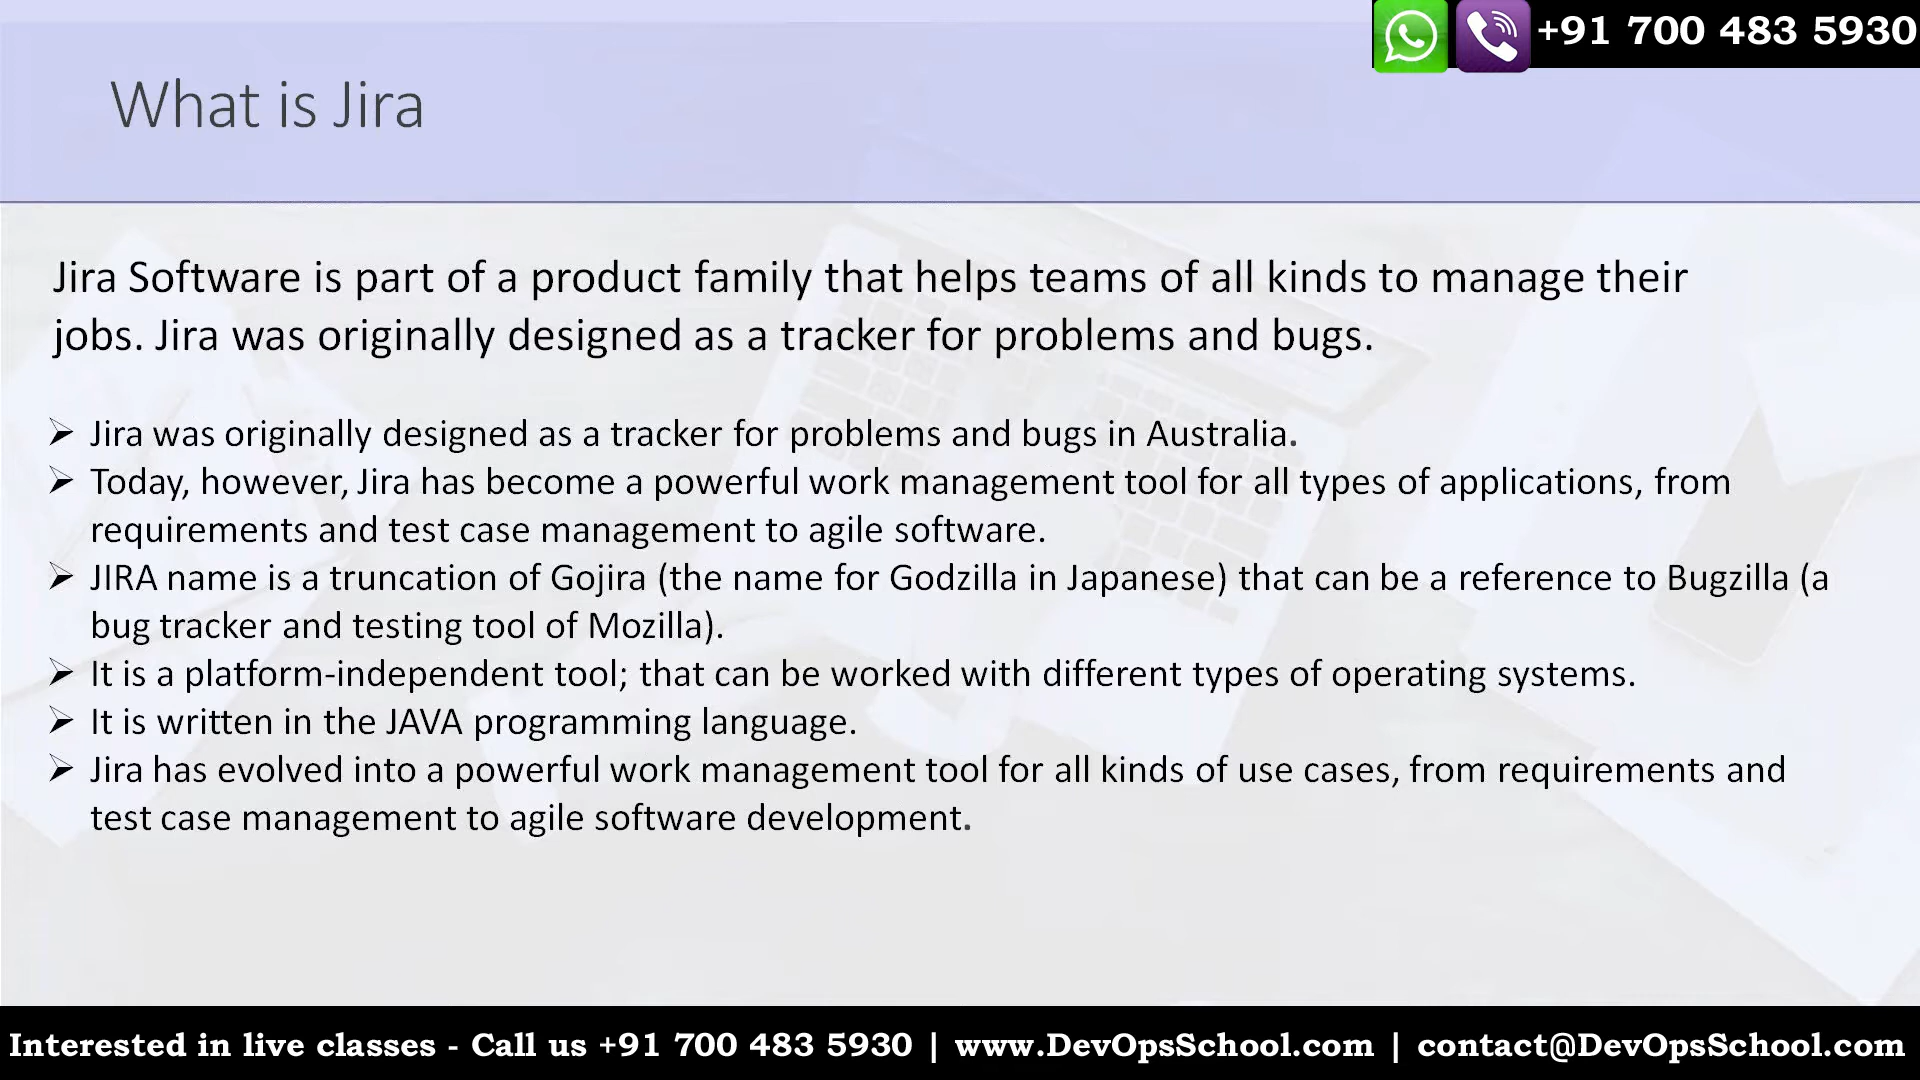 +91 700 483 5930
What is Jira
Jira Software is part of a product family that helps teams of all kinds to manage their
jobs. Jira was originally designed as a tracker for problems and bugs.
➢ Jira was originally designed as a tracker for problems and bugs in Australia.
➢ Today, however, Jira has become a powerful work management tool for all types of applications, from
requirements and test case management to agile software.
➢ JIRA name is a truncation of Gojira (the name for Godzilla in Japanese) that can be a reference to Bugzilla (a
bug tracker and testing tool of Mozilla).
➢ It is a platform-independent tool; that can be worked with different types of operating systems.
➢ It is written in the JAVA programming language.
➢ Jira has evolved into a powerful work management tool for all kinds of use cases, from requirements and
test case management to agile software development.
Interested in live classes - Call us +91 700 483 5930 | www.DevOpsSchool.com | contact@DevOpsSchool.com